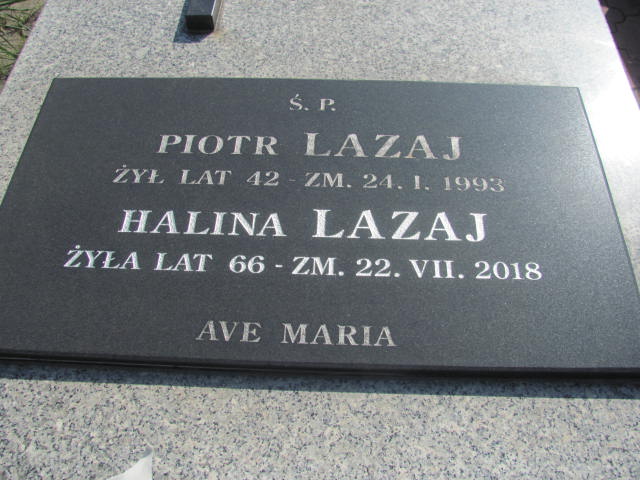 Ś. P.
PIOTR LAZAJ
ŻYŁ LAT 42 - ZM. 24. I. 1993
HALINA LAZAJ
ŻYŁA LAT 66 - ZM. 22. VII. 2018
AVE MARIA